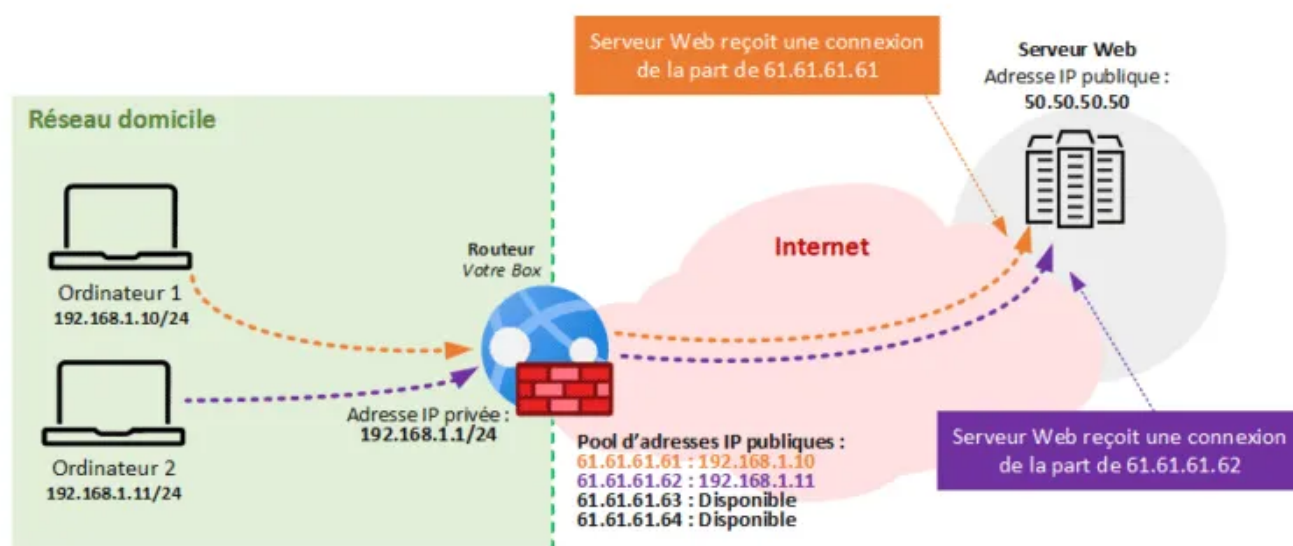 Serveur Web reçoit une connexion
de la part de 61.61.61.61
Serveur Web
Adresse IP publique :
50.50.50.50
Réseau domicile
Ordinateur 1
192.168.1.10/24
Routeur
Votre Box
Internet
Ordinateur 2
192.168.1.11/24
Adresse IP privée :
192.168.1.1/24
Pool d'adresses IP publiques :
61.61.61.61 : 192.168.1.10
61.61.61.62 : 192.168.1.11
61.61.61.63 : Disponible
61.61.61.64 : Disponible
Serveur Web reçoit une connexion
de la part de 61.61.61.62